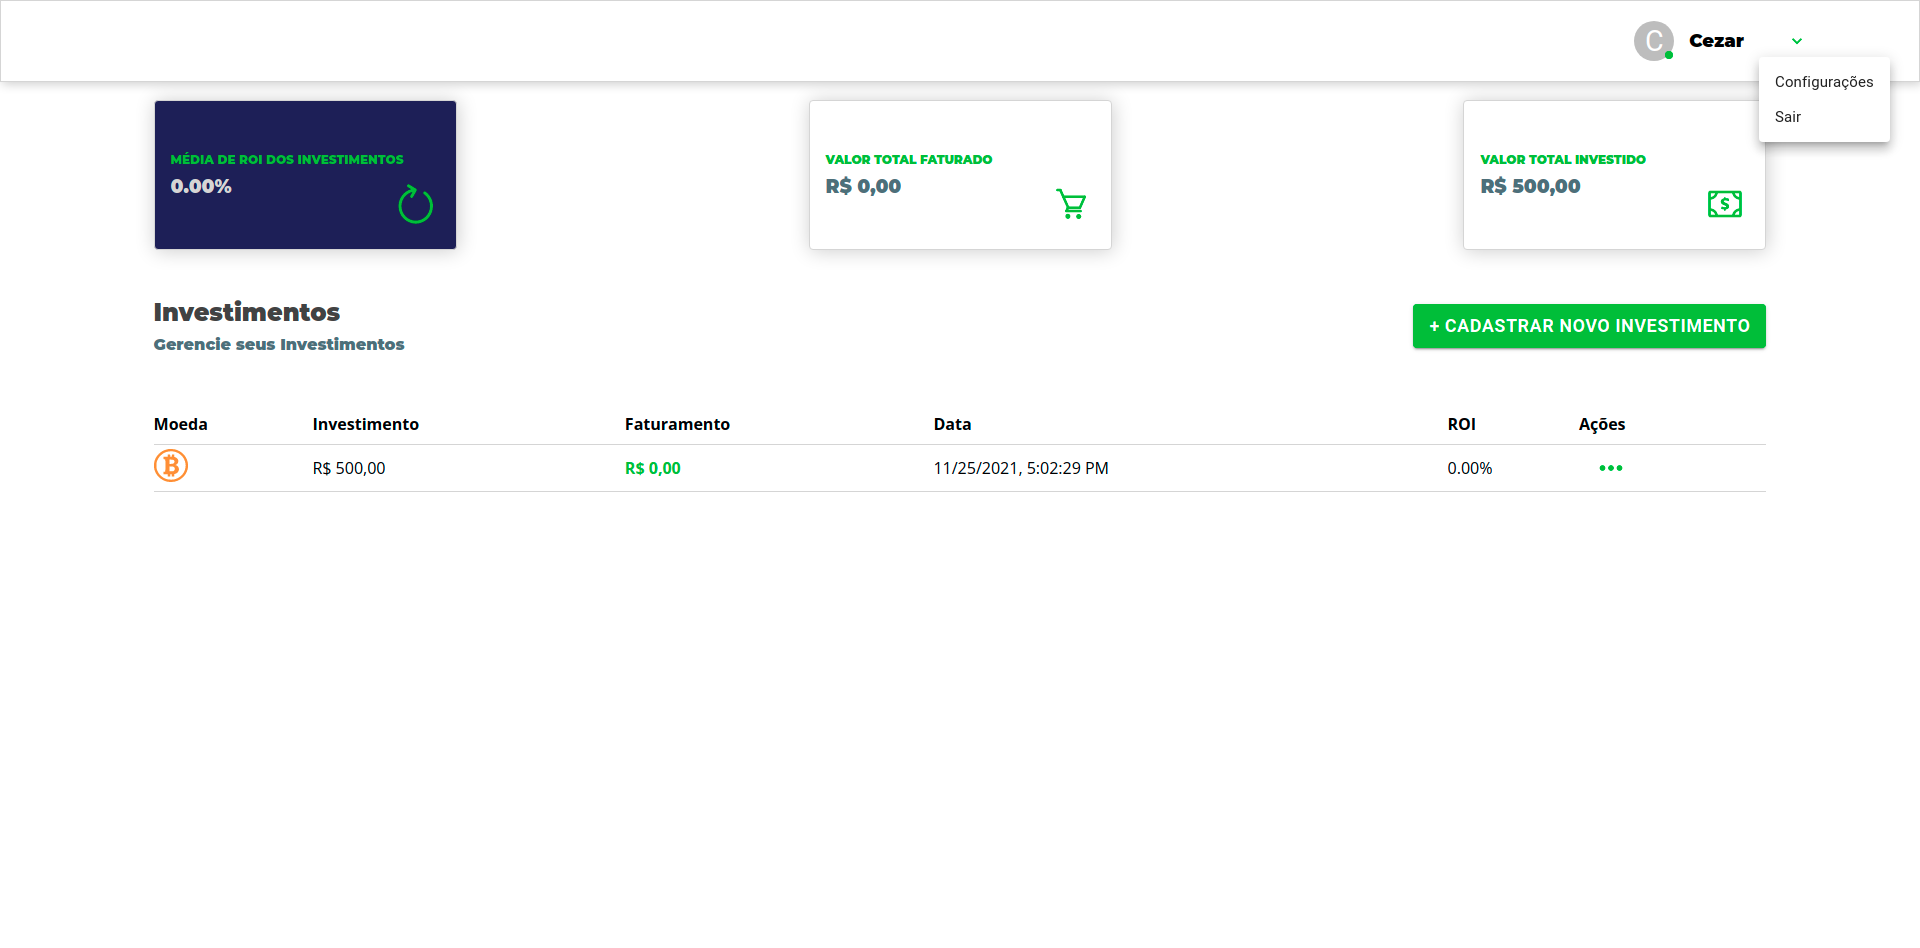 C Cezar
Configurações
Sair
MÉDIA DE ROI DOS INVESTIMENTOS
0.00%
VALOR TOTAL FATURADO
R$ 0,00
VALOR TOTAL INVESTIDO
R$ 500,00
Investimentos
Gerencie seus Investimentos
+ CADASTRAR NOVO INVESTIMENTO
Moeda Investimento Faturamento Data ROI Ações
R$ 500,00 R$ 0,00 11/25/2021, 5:02:29 PM 0.00%